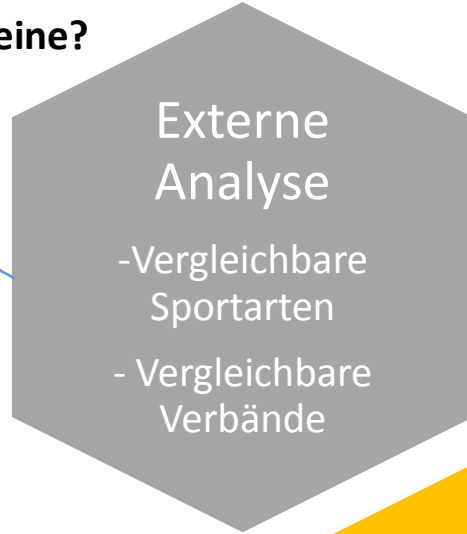 eine?
Externe
Analyse
-Vergleichbare
Sportarten
- Vergleichbare
Verbände